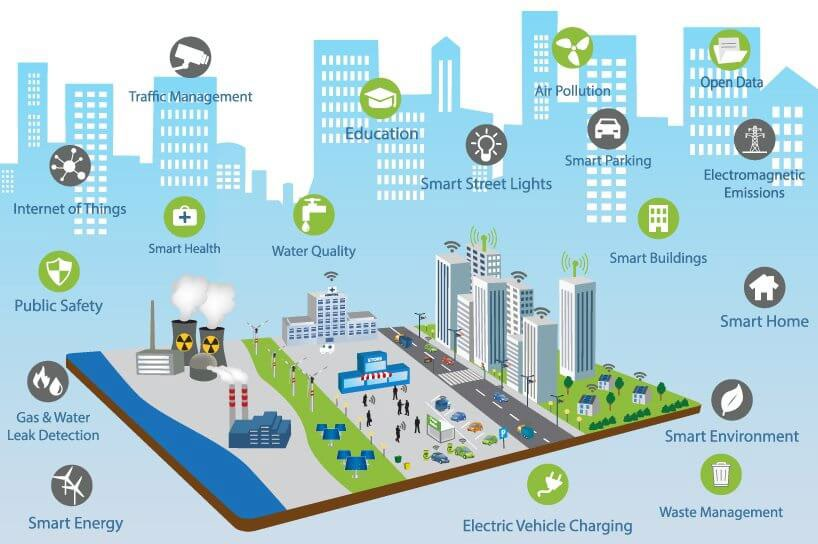 Traffic Management
Education
Air Pollution
Open Data
Smart Street Lights
Smart Parking
Electromagnetic
Emissions
Internet of Things
Smart Health
Water Quality
Smart Buildings
Public Safety
Smart Home
STORE
Gas & Water
Leak Detection
Smart Environment
Smart Energy
Electric Vehicle Charging
Waste Management